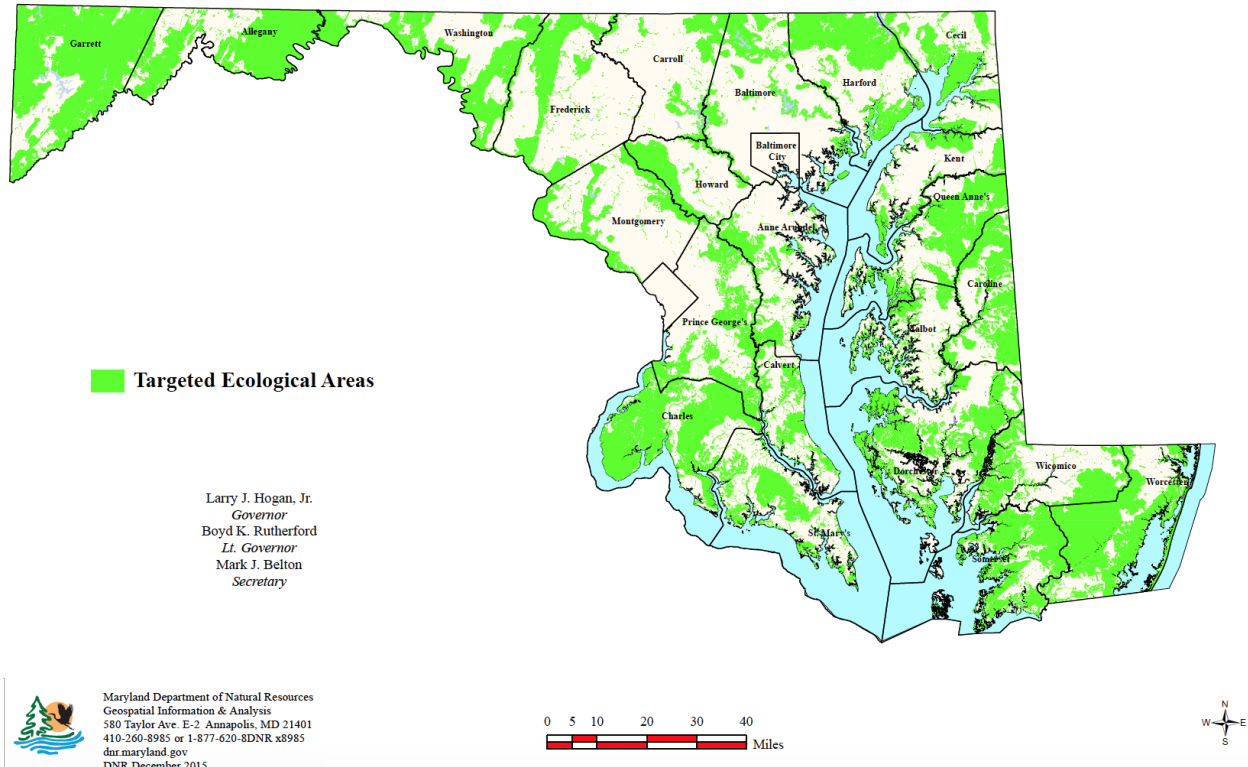 Garrett
Allegany
Washington
Frederick
Carroll
Baltimore
Harford
Cecil
Baltimore
City
Kent
Howard
Montgomery
Anne Arundel
Queen Anne's
Caroline
Talbot
Prince George's
Calvert
Charles
St. Mary's
Dorchester
Wicomico
Worcester
Somerset
Targeted Ecological Areas
Larry J. Hogan, Jr.
Governor
Boyd K. Rutherford
Lt. Governor
Mark J. Belton
Secretary
Maryland Department of Natural Resources
Geospatial Information & Analysis
580 Taylor Ave. E-2 Annapolis, MD 21401
410-260-8985 or 1-877-620-8DNR x8985
dnr.maryland.gov
DNR December 2015
0 5 10 20 30 40
Miles
N
W E
S